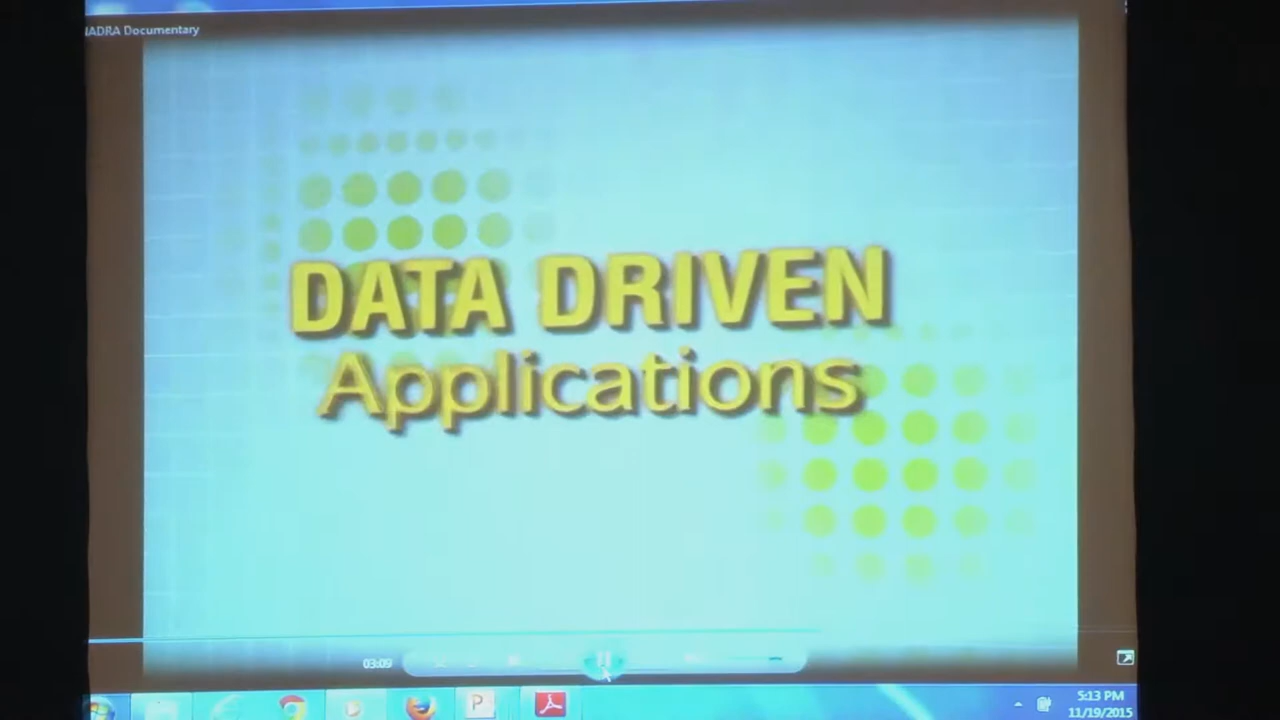 NADRA Documentary
DATA DRIVEN
Applications
03:09
5:13 PM
11/19/2015